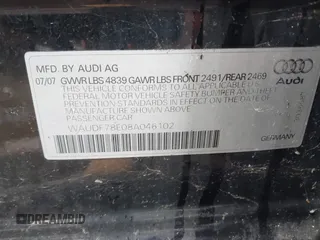 MFD. BY AUDI AG
07/07 GVWR LBS 4839 GAWR LBS FRONT 2491/REAR 2469
THIS VEHICLE CONFORMS TO ALL APPLICABLE U.S.
FEDERAL MOTOR VEHICLE SAFETY BUMPER AND THEFT
PREVENTION STANDARDS IN EFFECT ON THE DATE OF
MANUFACTURE SHOWN ABOVE
PASSENGER CAR
WAUDF78E08A046102
Audi
DREAMBID